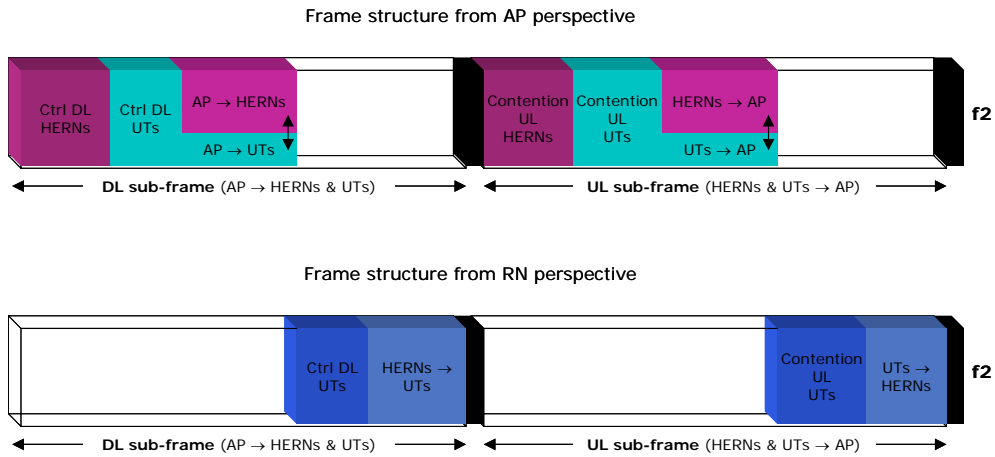 Frame structure from AP perspective
Ctrl DL
HERNs
Ctrl DL
UTs
AP → HERNs
AP → UTs
Contention
UL
HERNs
Contention
UL
UTs
HERNs → AP
UTs → AP
f2
DL sub-frame (AP → HERNs & UTs)
UL sub-frame (HERNs & UTs → AP)
Frame structure from RN perspective
Ctrl DL
UTs
HERNs →
UTs
Contention
UL
UTs
UTs →
HERNs
f2
DL sub-frame (AP → HERNs & UTs)
UL sub-frame (HERNs & UTs → AP)